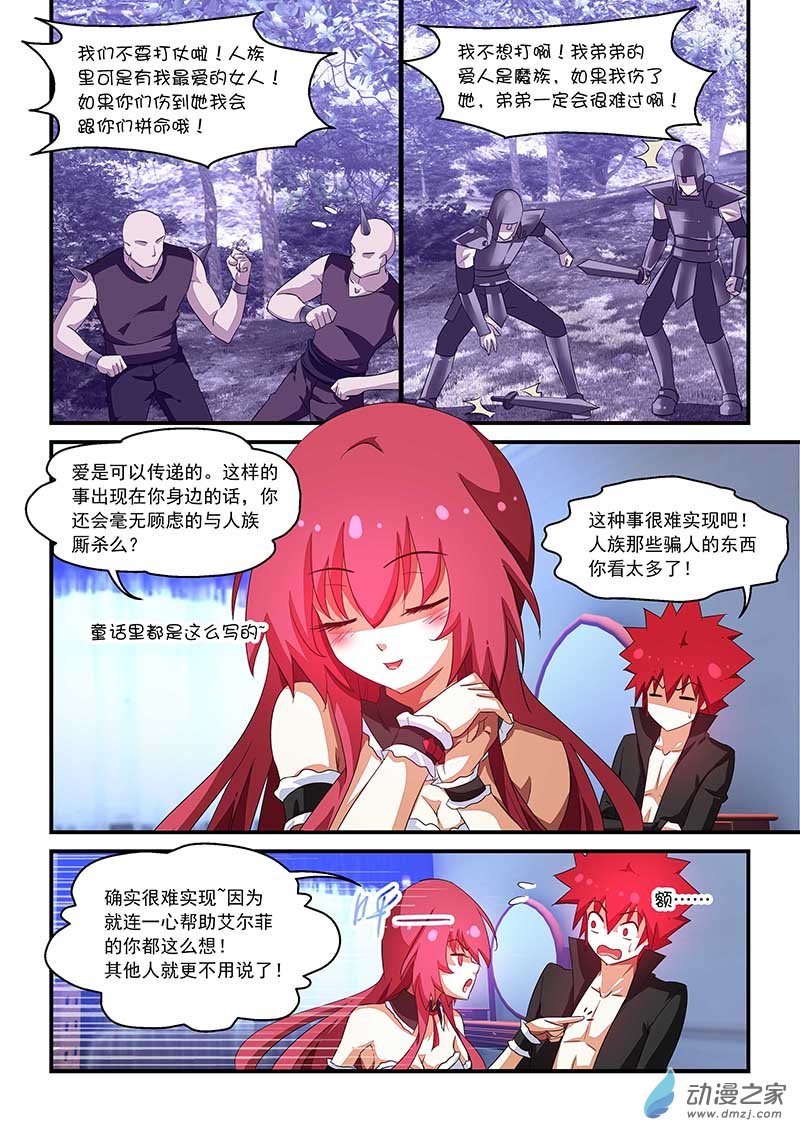 我们不要打仗啦！人族
里可是有我最爱的女人！
如果你们伤到她我会
跟你们拼命哦！
我不想打啊！我弟弟的
爱人是魔族，如果我伤了
她，弟弟一定会很难过啊！
爱是可以传递的。这样的
事出现在你身边的话，你
还会毫无顾虑的与人族
厮杀么？
童话里都是这么写的~
这种事很难实现吧！
人族那些骗人的东西
你看太多了！
确实很难实现~因为
就连一心帮助艾尔菲
的你都这么想！
其他人就更不用说了！
呼
额……
动漫之家
www.dmzj.com